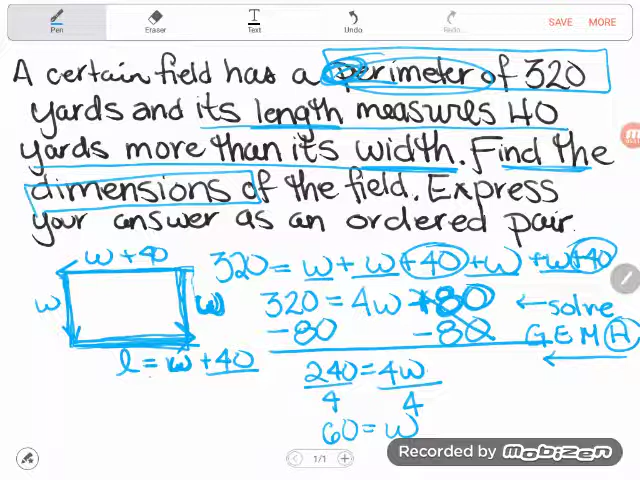 Pen Eraser Text Undo Redo... SAVE MORE
A certain field has a perimeter of 320
yards and its length measures 40
yards more than its width. Find the
dimensions of the field. Express
your answer as an ordered pair.
w + 40
320 = w + w + 40 + w + w + 40
w
w
320 = 4w + 80 ← solve
-80 -80 GEMA
l = w + 40
240 = 4w
4 4
60 = w
1/1
Recorded by mobizen